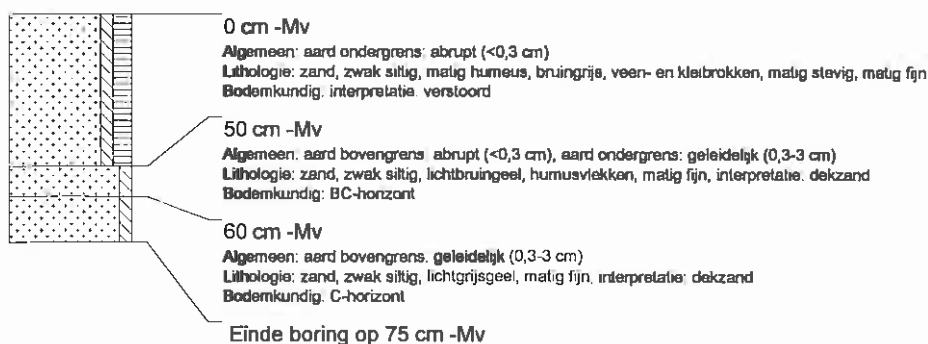 0 cm -Mv
Algemeen: aard ondergrens: abrupt (<0,3 cm)
Lithologie: zand, zwak siltig, matig humeus, bruingrijs, veen- en kleibrokken, matig stevig, matig fijn
Bodemkundig: interpretatie: verstoord
50 cm -Mv
Algemeen: aard bovengrens: abrupt (<0,3 cm), aard ondergrens: geleidelijk (0,3-3 cm)
Lithologie: zand, zwak siltig, lichtbruingeel, humusvlekken, matig fijn, interpretatie: dekzand
Bodemkundig: BC-horizont
60 cm -Mv
Algemeen: aard bovengrens: geleidelijk (0,3-3 cm)
Lithologie: zand, zwak siltig, lichtgrijsgeel, matig fijn, interpretatie: dekzand
Bodemkundig: C-horizont
Einde boring op 75 cm -Mv